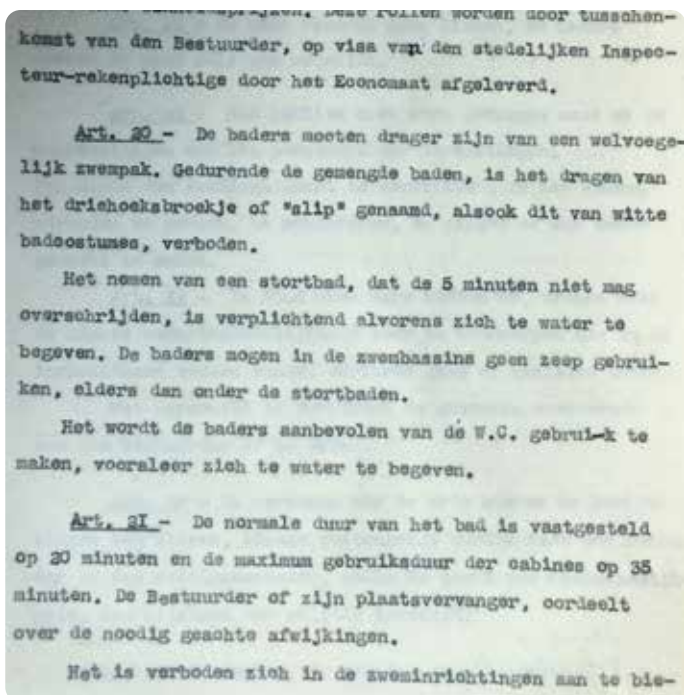 Deze rollen worden door tusschen-
komst van den Bestuurder, op visa van den stedelijken Inspec-
teur-rekenplichtige door het Economaat afgeleverd.
Art. 20 - De baders moeten drager zijn van een welvoege-
lijk zwempak. Gedurende de gemengde baden, is het dragen van
het driehoeksbroekje of "slip" genaamd, alsook dit van witte
badcostumes, verboden.
Het nemen van een stortbad, dat de 5 minuten niet mag
overschrijden, is verplichtend alvorens zich te water te
begeven. De baders mogen in de zwembassins geen zeep gebrui-
ken, elders dan onder de stortbaden.
Het wordt de baders aanbevolen van de W.C. gebrui-k te
maken, vooraleer zich te water te begeven.
Art. 2I - De normale duur van het bad is vastgesteld
op 20 minuten en de maximum gebruiksduur der cabines op 35
minuten. De Bestuurder of zijn plaatsvervanger, oordeelt
over de noodig geachte afwijkingen.
Het is verboden zich in de zweminrichtingen aan te bie-